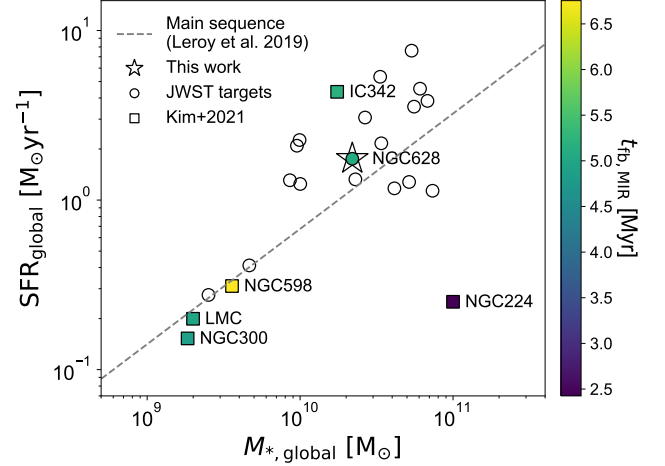 Main sequence
(Leroy et al. 2019)
This work
JWST targets
Kim+2021
IC342
NGC628
NGC598
NGC224
LMC
NGC300
10¹
10⁰
10⁻¹
SFR_global [M_⊙yr⁻¹]
10⁹
10¹⁰
10¹¹
M_*,global [M_⊙]
6.5
6.0
5.5
5.0
4.5
4.0
3.5
3.0
2.5
t_fb,MIR [Myr]